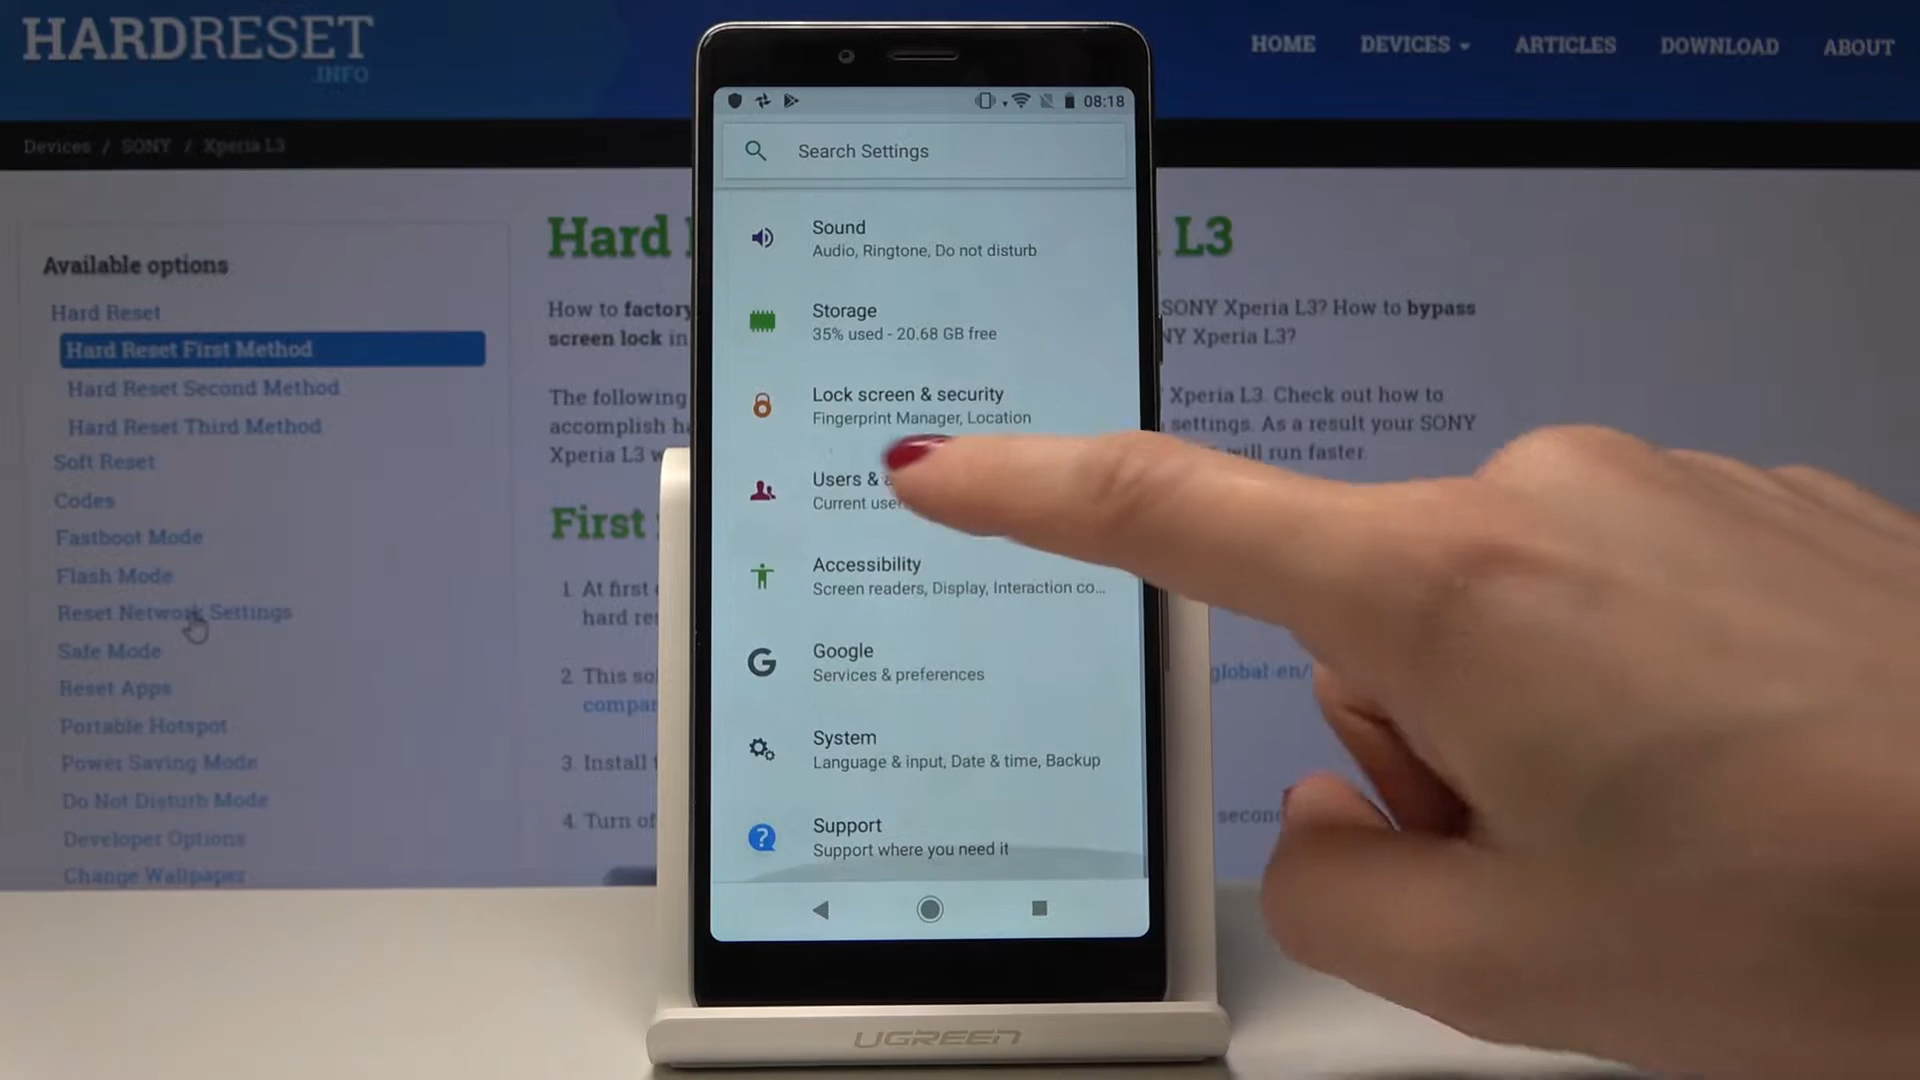 HARDRESET
.INFO
HOME DEVICES ARTICLES DOWNLOAD ABOUT
Devices / SONY / Xperia L3
Available options
Hard Reset
Hard Reset First Method
Hard Reset Second Method
Hard Reset Third Method
Soft Reset
Codes
Fastboot Mode
Flash Mode
Reset Network Settings
Safe Mode
Reset Apps
Portable Hotspot
Power Saving Mode
Do Not Disturb Mode
Developer Options
Change Wallpaper
Hard L3
How to factory SONY Xperia L3? How to bypass
screen lock in Xperia L3?
The following Xperia L3. Check out how to
accomplish settings. As a result your SONY
Xperia L3 will run faster.
First
1. At first
hard
2. This global-en/
3. Install
4. Turn
08:18
Search Settings
Sound
Audio, Ringtone, Do not disturb
Storage
35% used - 20.68 GB free
Lock screen & security
Fingerprint Manager, Location
Users &
Current
Accessibility
Screen readers, Display, Interaction co...
Google
Services & preferences
System
Language & input, Date & time, Backup
Support
Support where you need it
UGREEN